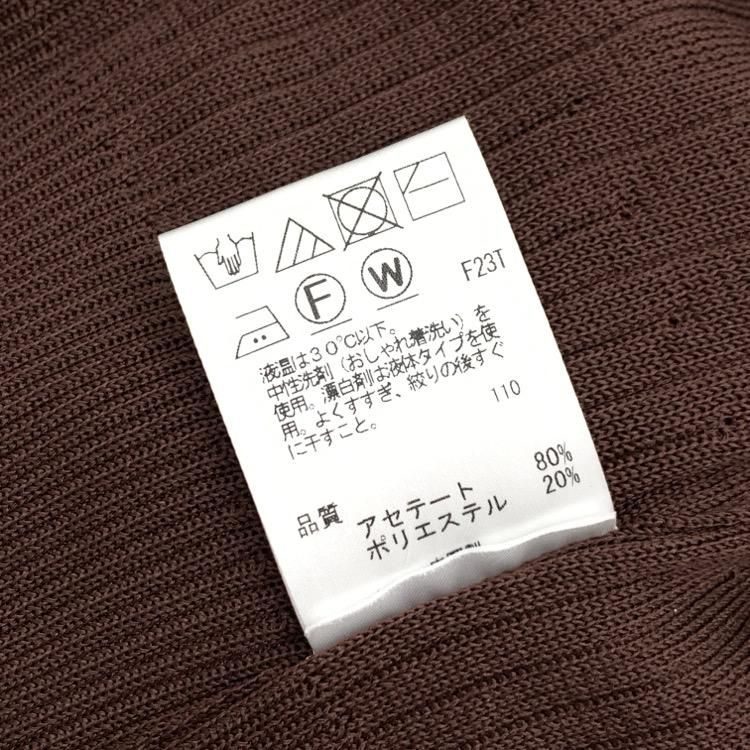 F W F23T
液温は30℃以下。
中性洗剤（おしゃれ着洗い）を
使用。漂白剤は液体タイプを使
用。よくすすぎ、絞りの後すぐ
に干すこと。
110
品質 アセテート 80%
ポリエステル 20%